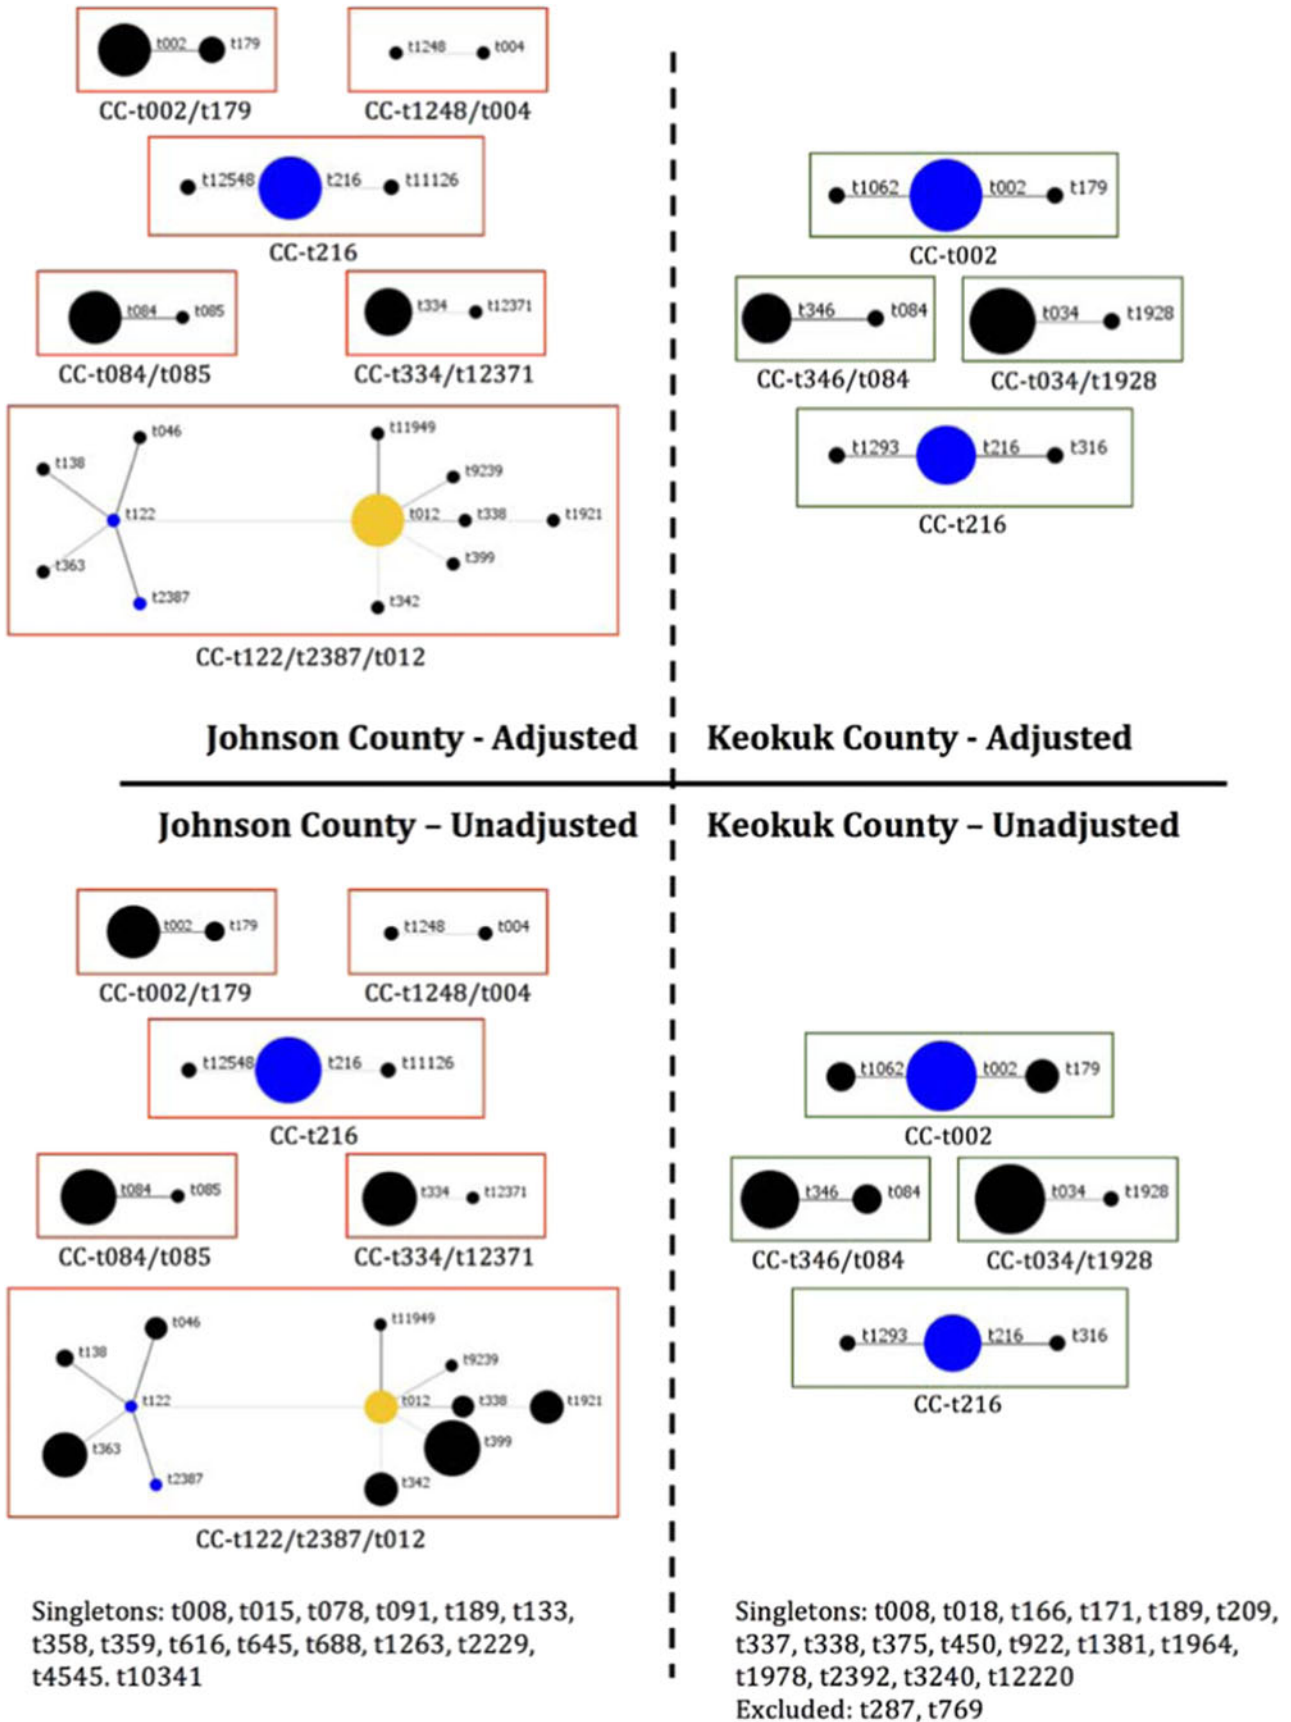 t002 t179
CC-t002/t179
t1248 t004
CC-t1248/t004
t12548 t216 t11126
CC-t216
t084 t085
CC-t084/t085
t334 t12371
CC-t334/t12371
t046
t138
t122
t363
t2387
t11949
t9239
t012 t338 t1921
t399
t342
CC-t122/t2387/t012
t1062 t002 t179
CC-t002
t346 t084
CC-t346/t084
t034 t1928
CC-t034/t1928
t1293 t216 t316
CC-t216
Johnson County - Adjusted
Keokuk County - Adjusted
Johnson County – Unadjusted
Keokuk County – Unadjusted
t002 t179
CC-t002/t179
t1248 t004
CC-t1248/t004
t12548 t216 t11126
CC-t216
t084 t085
CC-t084/t085
t334 t12371
CC-t334/t12371
t046
t138
t122
t363
t2387
t11949
t9239
t012 t338 t1921
t399
t342
CC-t122/t2387/t012
Singletons: t008, t015, t078, t091, t189, t133,
t358, t359, t616, t645, t688, t1263, t2229,
t4545. t10341
t1062 t002 t179
CC-t002
t346 t084
CC-t346/t084
t034 t1928
CC-t034/t1928
t1293 t216 t316
CC-t216
Singletons: t008, t018, t166, t171, t189, t209,
t337, t338, t375, t450, t922, t1381, t1964,
t1978, t2392, t3240, t12220
Excluded: t287, t769